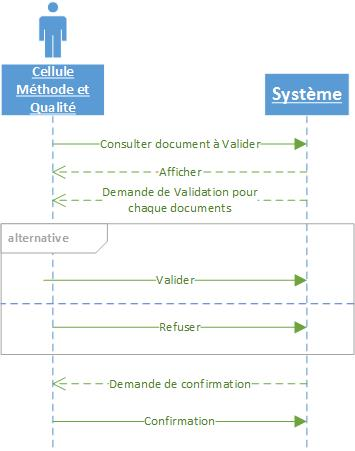 Cellule
Méthode et
Qualité
Système
Consulter document à Valider
Afficher
Demande de Validation pour
chaque documents
alternative
Valider
Refuser
Demande de confirmation
Confirmation